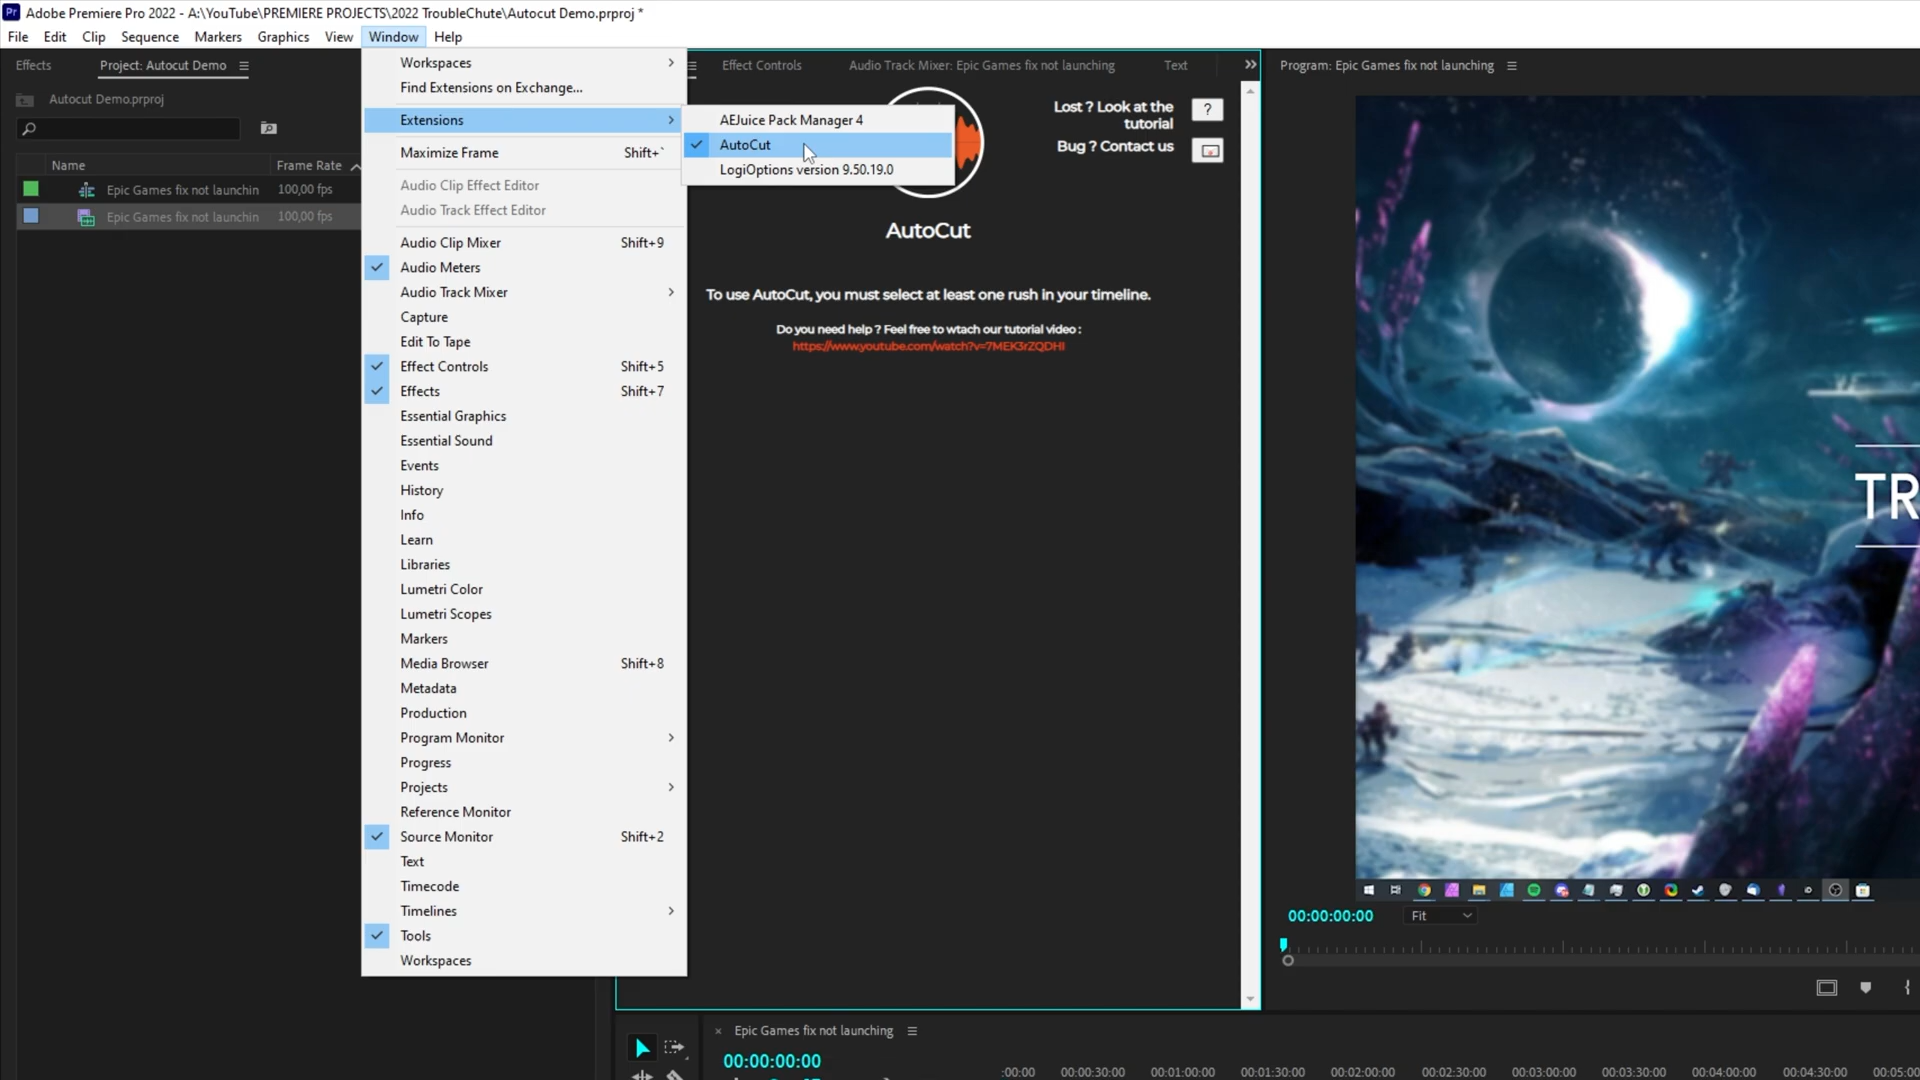 Pr Adobe Premiere Pro 2022 - A:\YouTube\PREMIERE PROJECTS\2022 TroubleChute\Autocut Demo.prproj *
File Edit Clip Sequence Markers Graphics View Window Help
Effects Project: Autocut Demo
Autocut Demo.prproj
Name Frame Rate
Epic Games fix not launchin 100,00 fps
Epic Games fix not launchin 100,00 fps
Workspaces
Find Extensions on Exchange...
Extensions
Maximize Frame Shift+`
Audio Clip Effect Editor
Audio Track Effect Editor
Audio Clip Mixer Shift+9
Audio Meters
Audio Track Mixer
Capture
Edit To Tape
Effect Controls Shift+5
Effects Shift+7
Essential Graphics
Essential Sound
Events
History
Info
Learn
Libraries
Lumetri Color
Lumetri Scopes
Markers
Media Browser Shift+8
Metadata
Production
Program Monitor
Progress
Projects
Reference Monitor
Source Monitor Shift+2
Text
Timecode
Timelines
Tools
Workspaces
AEJuice Pack Manager 4
AutoCut
LogiOptions version 9.50.19.0
Effect Controls Audio Track Mixer: Epic Games fix not launching Text
Lost ? Look at the
tutorial
?
Bug ? Contact us
AutoCut
To use AutoCut, you must select at least one rush in your timeline.
Do you need help ? Feel free to wtach our tutorial video :
https://www.youtube.com/watch?v=7MEK3rZQDHI
Program: Epic Games fix not launching
TR
00:00:00:00 Fit
Epic Games fix not launching
00:00:00:00
:00:00 00:00:30:00 00:01:00:00 00:01:30:00 00:02:00:00 00:02:30:00 00:03:00:00 00:03:30:00 00:04:00:00 00:04:30:00 00:05:00